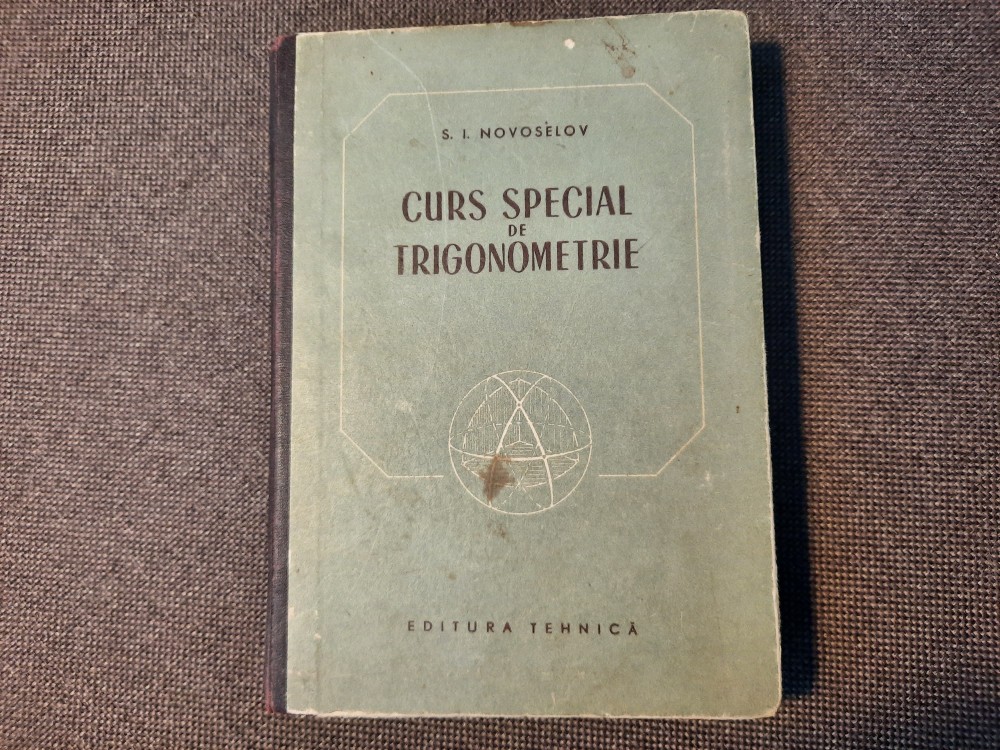 S. I. NOVOSELOV
CURS SPECIAL
DE
TRIGONOMETRIE
EDITURA TEHNICĂ